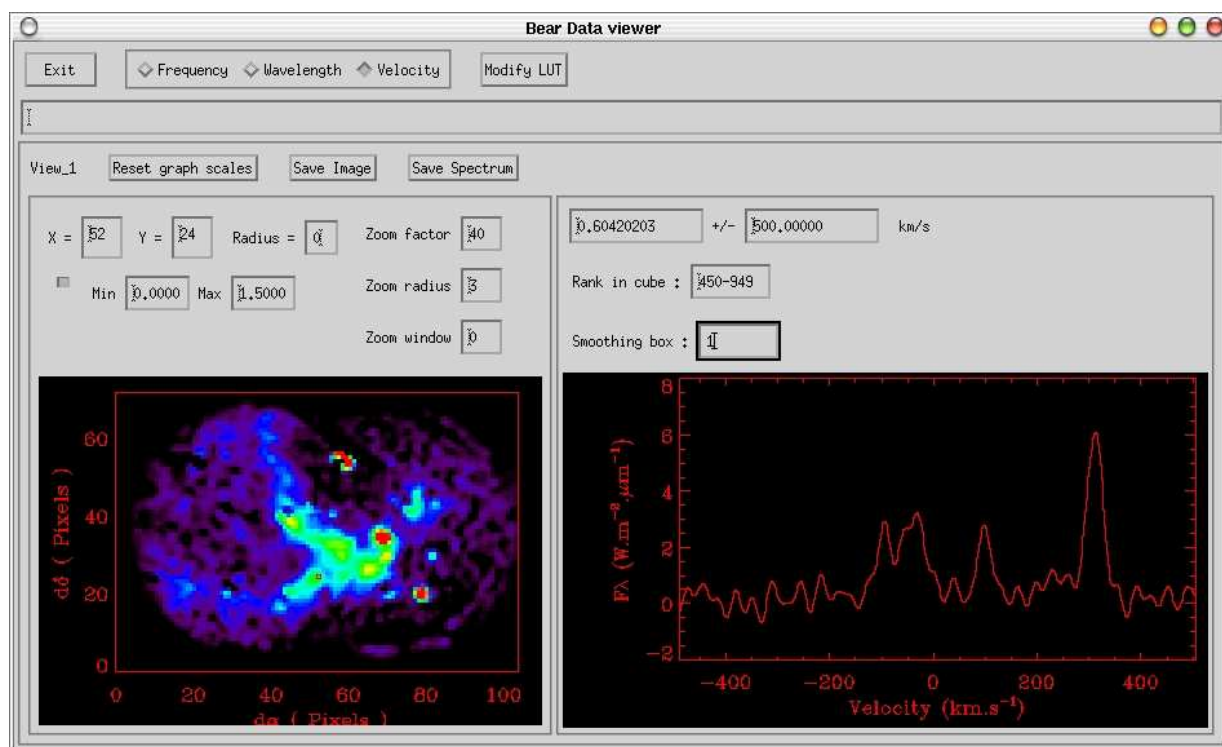 Bear Data viewer
Exit Frequency Wavelength Velocity Modify LUT
View_1 Reset graph scales Save Image Save Spectrum
X = 52 Y = 24 Radius = 0 Zoom factor 40
Min 0.0000 Max 1.5000 Zoom radius 3
Zoom window 0
0.60420203 +/- 500.00000 km/s
Rank in cube : 450-949
Smoothing box : 1
60
40
20
0
dδ ( Pixels )
0 20 40 60 80 100
dα ( Pixels )
8
6
4
2
0
−2
Fλ (W.m⁻².μm⁻¹)
−400 −200 0 200 400
Velocity (km.s⁻¹)